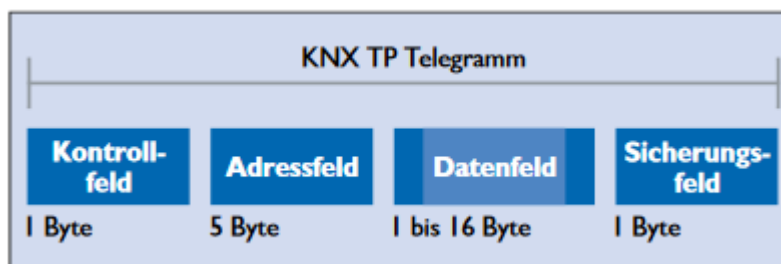 KNX TP Telegramm
Kontroll-
feld
Adressfeld
Datenfeld
Sicherungs-
feld
1 Byte
5 Byte
1 bis 16 Byte
1 Byte